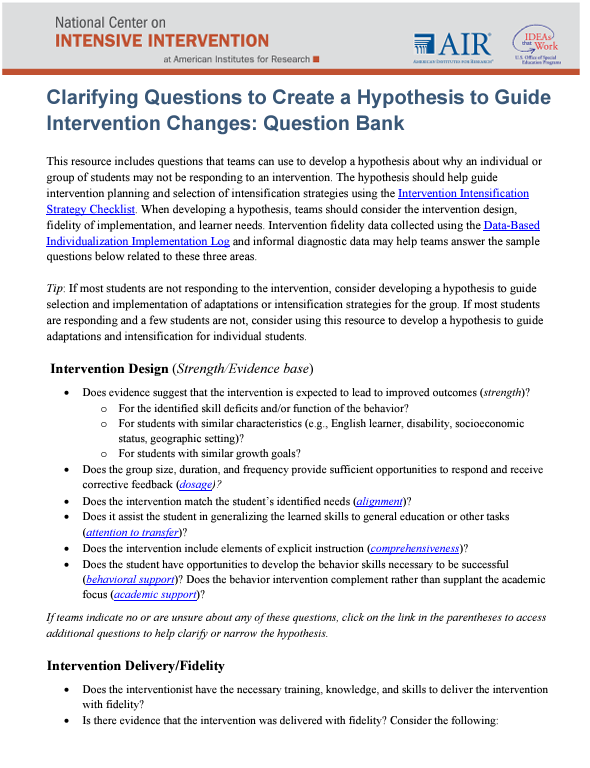 National Center on
INTENSIVE INTERVENTION
at American Institutes for Research
AIR®
AMERICAN INSTITUTES FOR RESEARCH®
IDEAs
that
Work
U.S. Office of Special
Education Programs
Clarifying Questions to Create a Hypothesis to Guide
Intervention Changes: Question Bank
This resource includes questions that teams can use to develop a hypothesis about why an individual or
group of students may not be responding to an intervention. The hypothesis should help guide
intervention planning and selection of intensification strategies using the Intervention Intensification
Strategy Checklist. When developing a hypothesis, teams should consider the intervention design,
fidelity of implementation, and learner needs. Intervention fidelity data collected using the Data-Based
Individualization Implementation Log and informal diagnostic data may help teams answer the sample
questions below related to these three areas.
Tip: If most students are not responding to the intervention, consider developing a hypothesis to guide
selection and implementation of adaptations or intensification strategies for the group. If most students
are responding and a few students are not, consider using this resource to develop a hypothesis to guide
adaptations and intensification for individual students.
Intervention Design (Strength/Evidence base)
• Does evidence suggest that the intervention is expected to lead to improved outcomes (strength)?
o For the identified skill deficits and/or function of the behavior?
o For students with similar characteristics (e.g., English learner, disability, socioeconomic
status, geographic setting)?
o For students with similar growth goals?
• Does the group size, duration, and frequency provide sufficient opportunities to respond and receive
corrective feedback (dosage)?
• Does the intervention match the student's identified needs (alignment)?
• Does it assist the student in generalizing the learned skills to general education or other tasks
(attention to transfer)?
• Does the intervention include elements of explicit instruction (comprehensiveness)?
• Does the student have opportunities to develop the behavior skills necessary to be successful
(behavioral support)? Does the behavior intervention complement rather than supplant the academic
focus (academic support)?
If teams indicate no or are unsure about any of these questions, click on the link in the parentheses to access
additional questions to help clarify or narrow the hypothesis.
Intervention Delivery/Fidelity
• Does the interventionist have the necessary training, knowledge, and skills to deliver the intervention
with fidelity?
• Is there evidence that the intervention was delivered with fidelity? Consider the following: